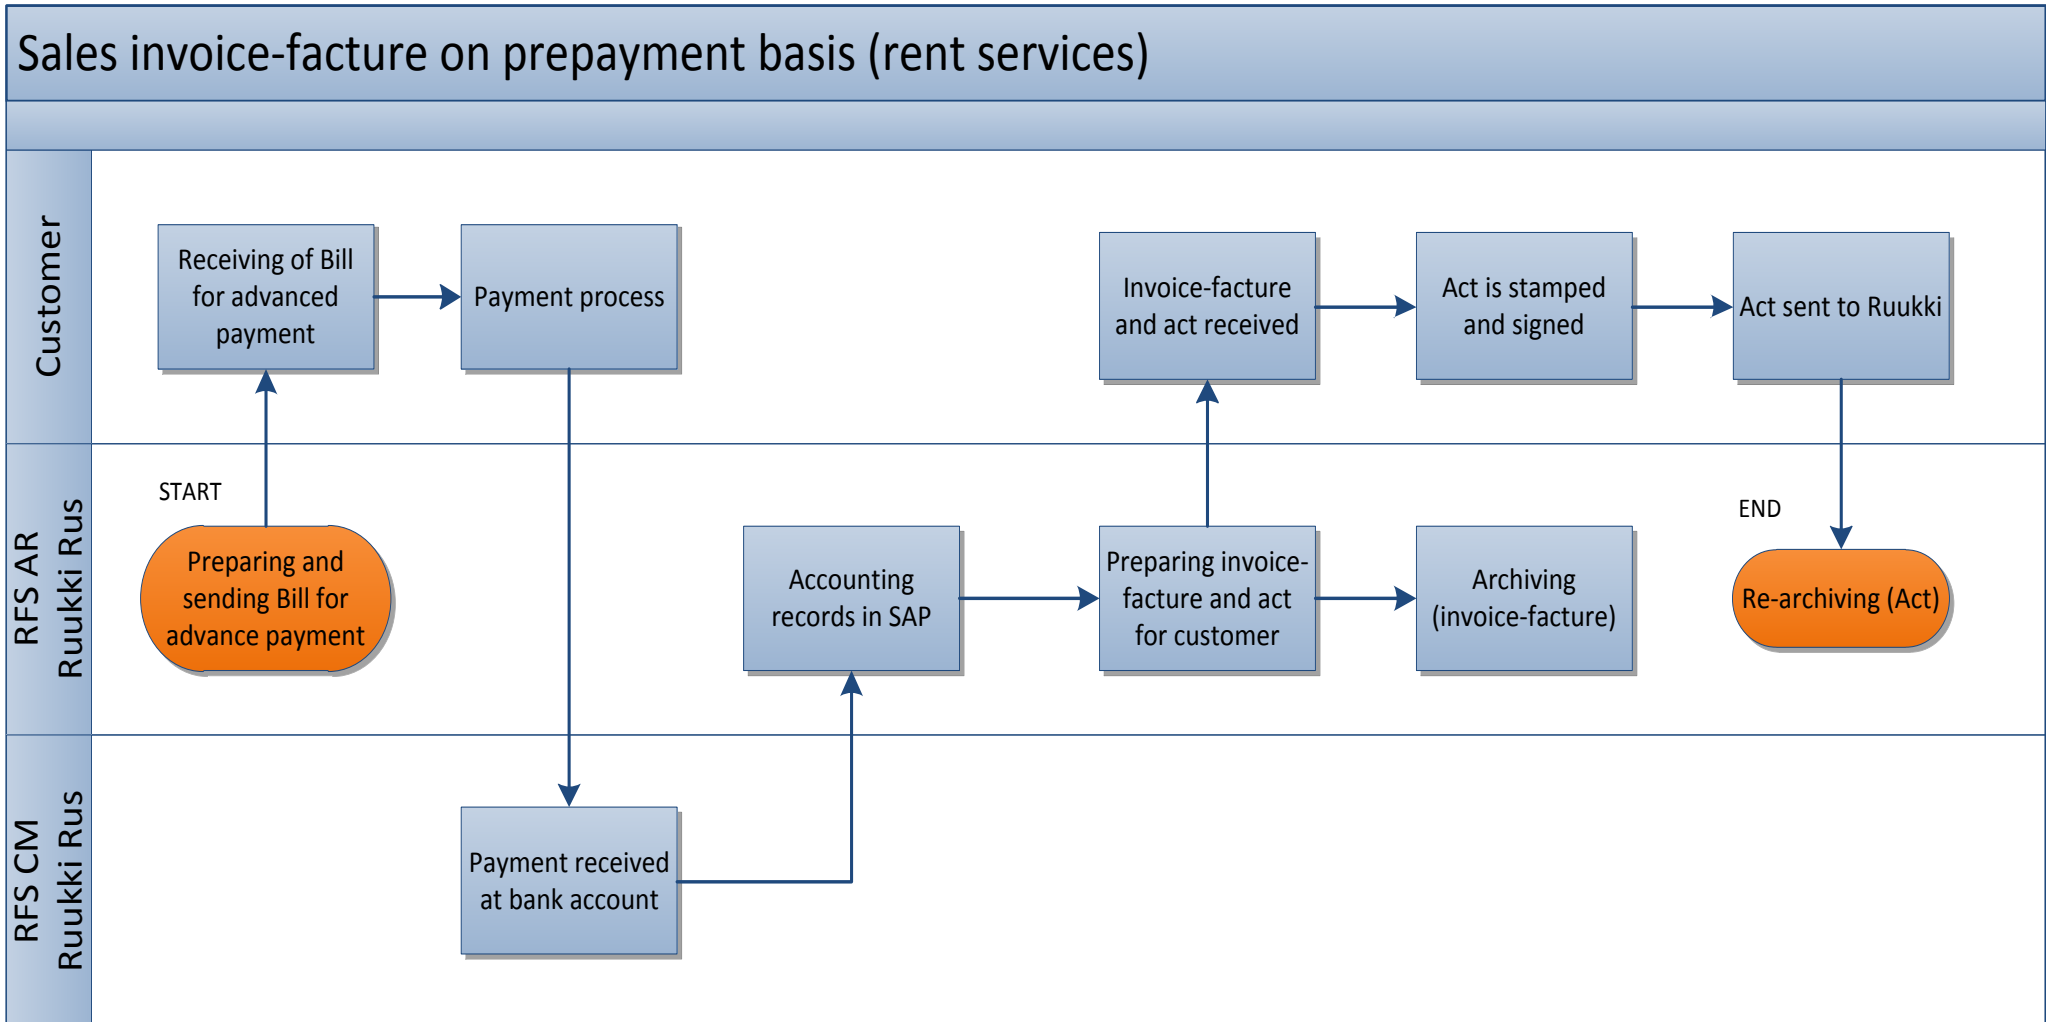 Sales invoice-facture on prepayment basis (rent services)
Customer
Receiving of Bill
for advanced
payment
Payment process
Invoice-facture
and act received
Act is stamped
and signed
Act sent to Ruukki
RFS AR
Ruukki Rus
START
Preparing and
sending Bill for
advance payment
Accounting
records in SAP
Preparing invoice-
facture and act
for customer
Archiving
(invoice-facture)
END
Re-archiving (Act)
RFS CM
Ruukki Rus
Payment received
at bank account